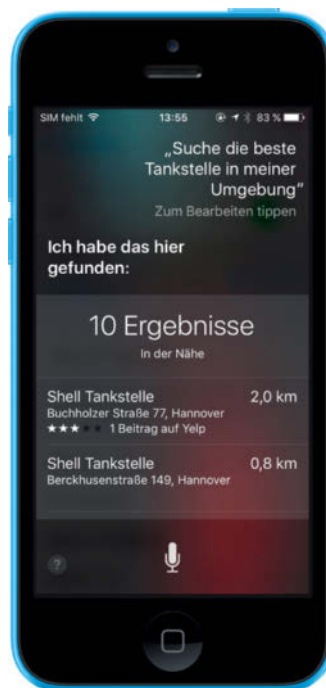 SIM fehlt 13:55 83 %
„Suche die beste
Tankstelle in meiner
Umgebung“
Zum Bearbeiten tippen
Ich habe das hier
gefunden:
10 Ergebnisse
In der Nähe
Shell Tankstelle 2,0 km
Buchholzer Straße 77, Hannover
1 Beitrag auf Yelp
Shell Tankstelle 0,8 km
Berckhusenstraße 149, Hannover
?